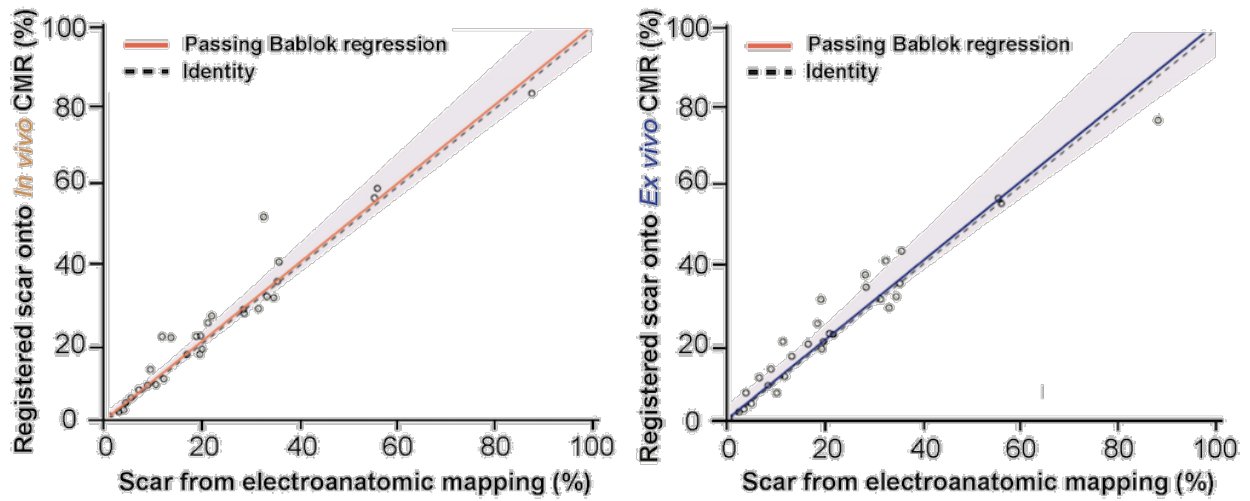 Registered scar onto In vivo CMR (%)
100
80
60
40
20
0
Passing Bablok regression
Identity
0 20 40 60 80 100
Scar from electroanatomic mapping (%)
Registered scar onto Ex vivo CMR (%)
100
80
60
40
20
0
Passing Bablok regression
Identity
0 20 40 60 80 100
Scar from electroanatomic mapping (%)